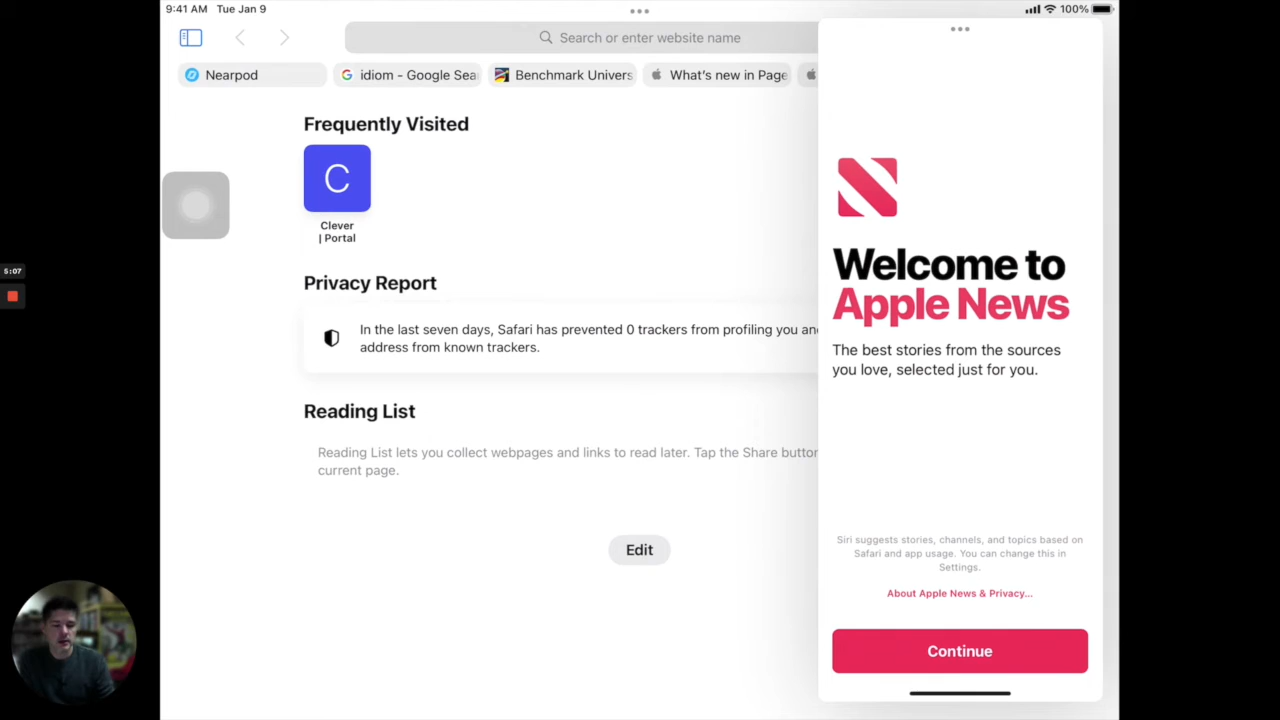 9:41 AM Tue Jan 9
100%
Search or enter website name
Nearpod
idiom - Google Sea
Benchmark Univers
What's new in Page
Frequently Visited
C
Clever
| Portal
5:07
Privacy Report
In the last seven days, Safari has prevented 0 trackers from profiling you and
address from known trackers.
Reading List
Reading List lets you collect webpages and links to read later. Tap the Share button
current page.
Edit
Welcome to
Apple News
The best stories from the sources
you love, selected just for you.
Siri suggests stories, channels, and topics based on
Safari and app usage. You can change this in
Settings.
About Apple News & Privacy...
Continue